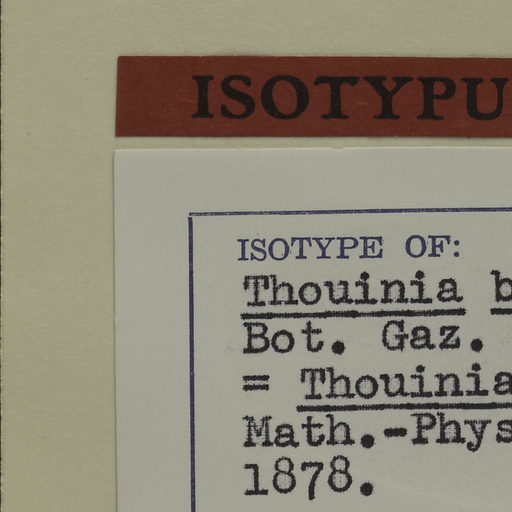 ISOTYPU
ISOTYPE OF:
Thouinia b
Bot. Gaz.
= Thouinia
Math.-Phys
1878.